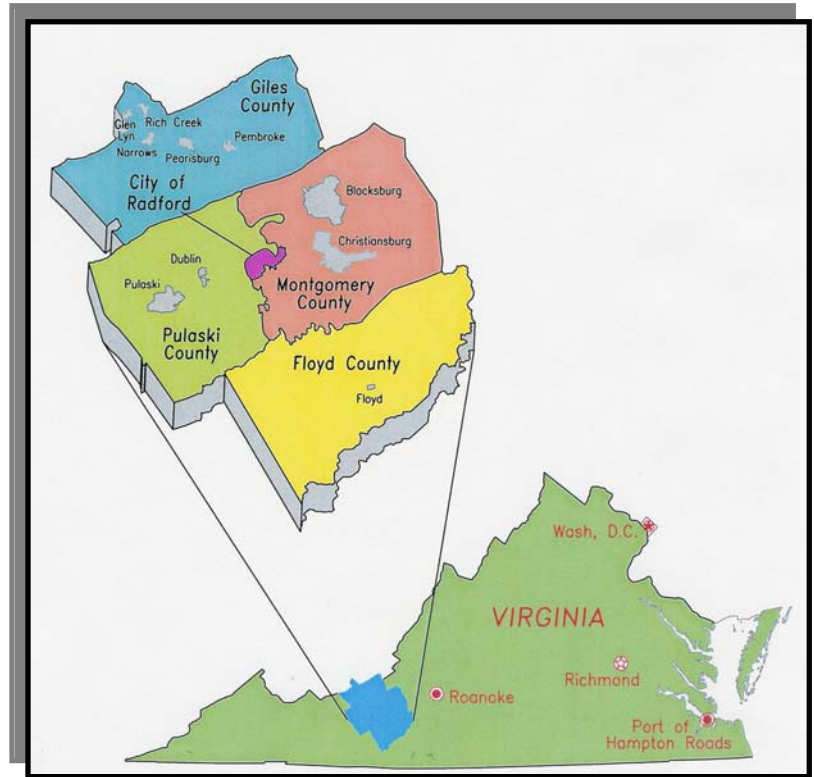 Giles
County
Glen
Lyn
Rich Creek
Narrows
Pearisburg
Pembroke
City of
Radford
Blacksburg
Christiansburg
Montgomery
County
Dublin
Pulaski
Pulaski
County
Floyd County
Floyd
Wash, D.C.
VIRGINIA
Richmond
Roanoke
Port of
Hampton Roads